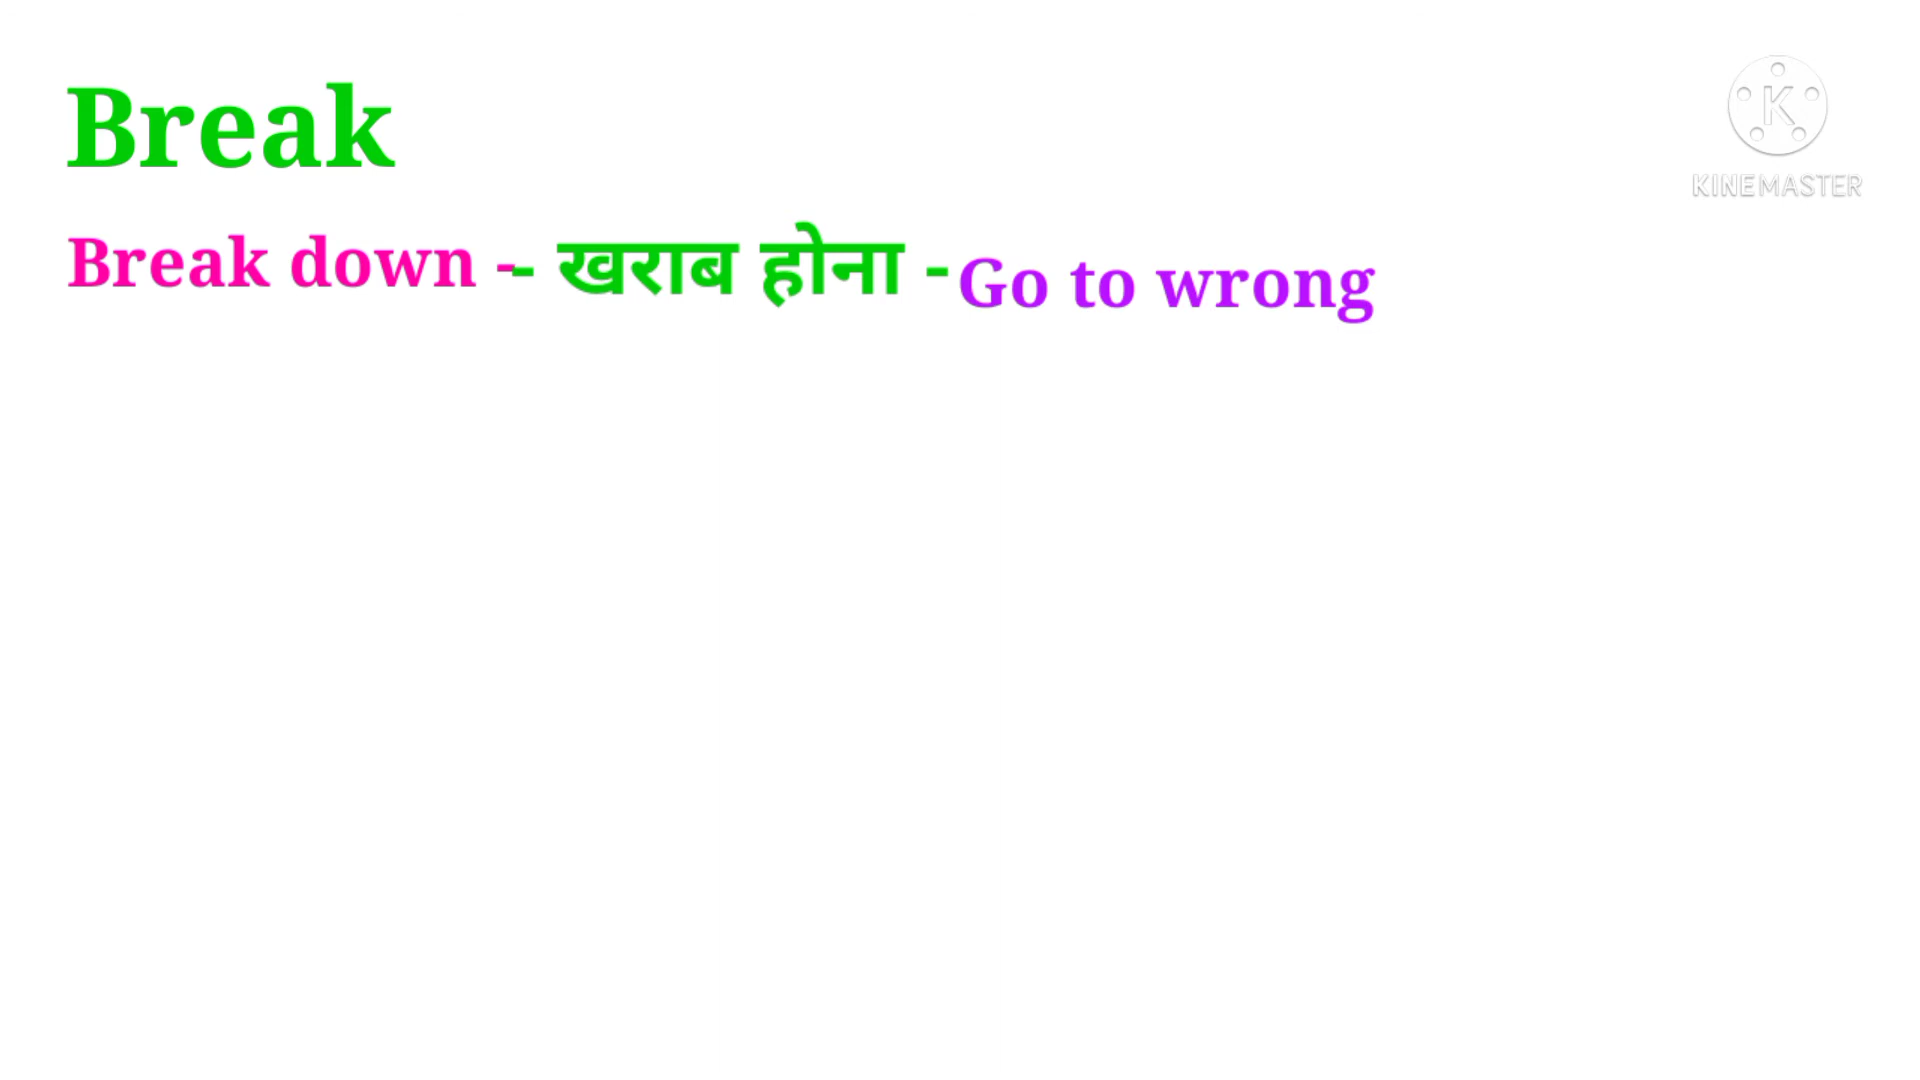 Break
KINEMASTER
Break down -- खराब होना -Go to wrong